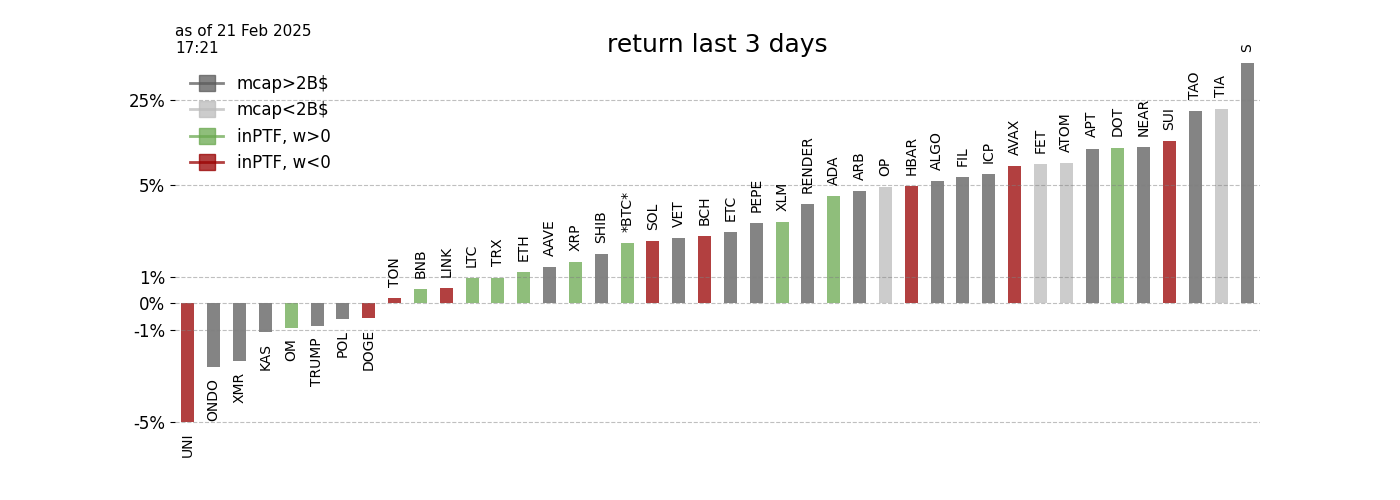 as of 21 Feb 2025
17:21
return last 3 days
mcap>2B$
mcap<2B$
inPTF, w>0
inPTF, w<0
25%
5%
1%
0%
-1%
-5%
UNI
ONDO
XMR
KAS
OM
TRUMP
POL
DOGE
TON
BNB
LINK
LTC
TRX
ETH
AAVE
XRP
SHIB
*BTC*
SOL
VET
BCH
ETC
PEPE
XLM
RENDER
ADA
ARB
OP
HBAR
ALGO
FIL
ICP
AVAX
FET
ATOM
APT
DOT
NEAR
SUI
TAO
TIA
S